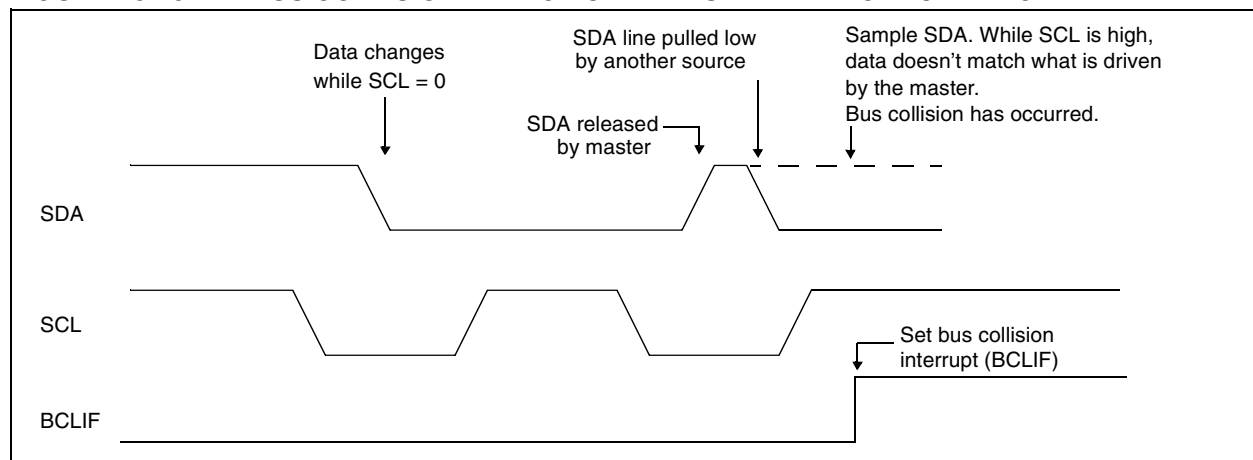 Data changes
while SCL = 0
SDA line pulled low
by another source
Sample SDA. While SCL is high,
data doesn't match what is driven
by the master.
Bus collision has occurred.
SDA released
by master
SDA
SCL
Set bus collision
interrupt (BCLIF)
BCLIF